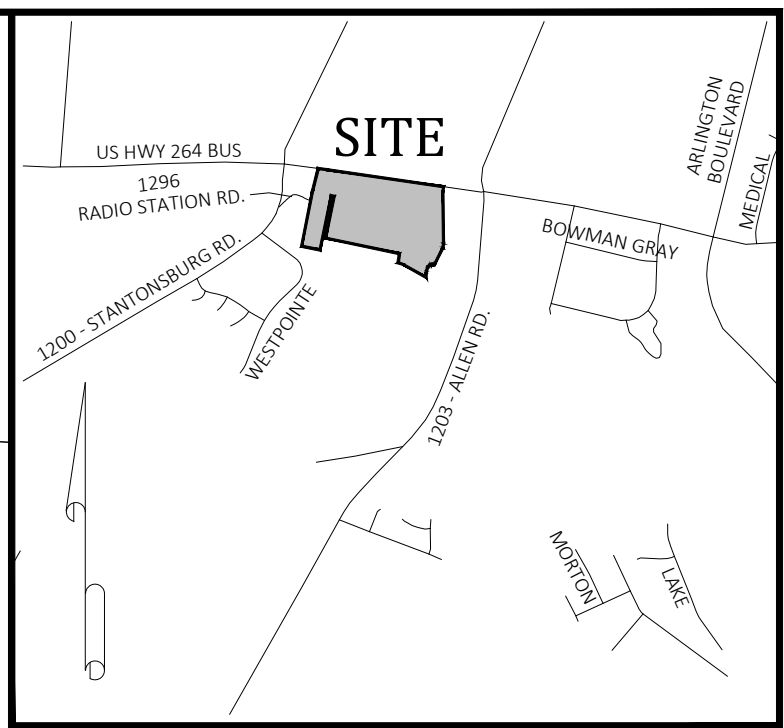 SITE
US HWY 264 BUS
1296
RADIO STATION RD.
ARLINGTON
BOULEVARD
MEDICAL
BOWMAN GRAY
1200 - STANTONSBURG RD.
WESTPOINTE
1203 - ALLEN RD.
MORTON
LAKE